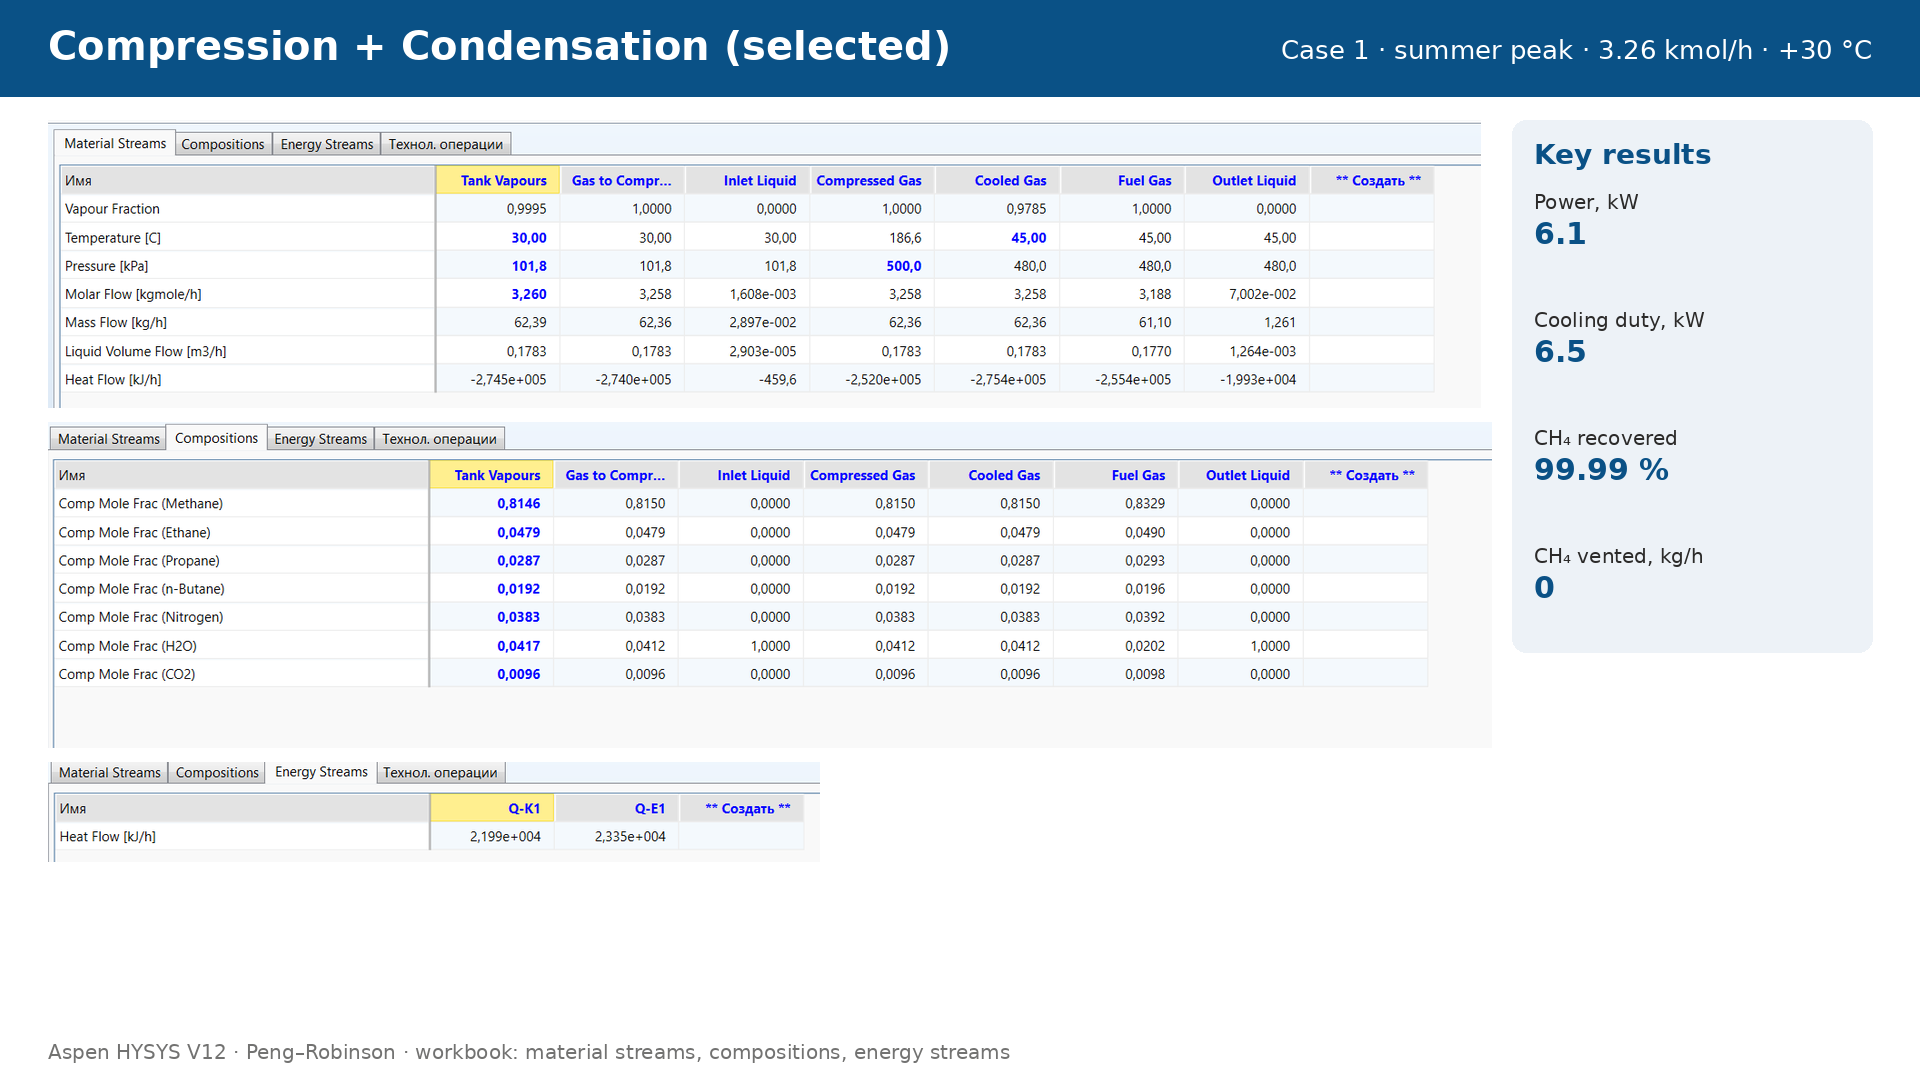 Compression + Condensation (selected)
Case 1 · summer peak · 3.26 kmol/h · +30 °C
Material Streams Compositions Energy Streams Технол. операции
Имя Tank Vapours Gas to Compr... Inlet Liquid Compressed Gas Cooled Gas Fuel Gas Outlet Liquid ** Создать **
Vapour Fraction 0,9995 1,0000 0,0000 1,0000 0,9785 1,0000 0,0000
Temperature [C] 30,00 30,00 30,00 186,6 45,00 45,00 45,00
Pressure [kPa] 101,8 101,8 101,8 500,0 480,0 480,0 480,0
Molar Flow [kgmole/h] 3,260 3,258 1,608e-003 3,258 3,258 3,188 7,002e-002
Mass Flow [kg/h] 62,39 62,36 2,897e-002 62,36 62,36 61,10 1,261
Liquid Volume Flow [m3/h] 0,1783 0,1783 2,903e-005 0,1783 0,1783 0,1770 1,264e-003
Heat Flow [kJ/h] -2,745e+005 -2,740e+005 -459,6 -2,520e+005 -2,754e+005 -2,554e+005 -1,993e+004
Material Streams Compositions Energy Streams Технол. операции
Имя Tank Vapours Gas to Compr... Inlet Liquid Compressed Gas Cooled Gas Fuel Gas Outlet Liquid ** Создать **
Comp Mole Frac (Methane) 0,8146 0,8150 0,0000 0,8150 0,8150 0,8329 0,0000
Comp Mole Frac (Ethane) 0,0479 0,0479 0,0000 0,0479 0,0479 0,0490 0,0000
Comp Mole Frac (Propane) 0,0287 0,0287 0,0000 0,0287 0,0287 0,0293 0,0000
Comp Mole Frac (n-Butane) 0,0192 0,0192 0,0000 0,0192 0,0192 0,0196 0,0000
Comp Mole Frac (Nitrogen) 0,0383 0,0383 0,0000 0,0383 0,0383 0,0392 0,0000
Comp Mole Frac (H2O) 0,0417 0,0412 1,0000 0,0412 0,0412 0,0202 1,0000
Comp Mole Frac (CO2) 0,0096 0,0096 0,0000 0,0096 0,0096 0,0098 0,0000
Material Streams Compositions Energy Streams Технол. операции
Имя Q-K1 Q-E1 ** Создать **
Heat Flow [kJ/h] 2,199e+004 2,335e+004
Key results
Power, kW
6.1
Cooling duty, kW
6.5
CH₄ recovered
99.99 %
CH₄ vented, kg/h
0
Aspen HYSYS V12 · Peng–Robinson · workbook: material streams, compositions, energy streams